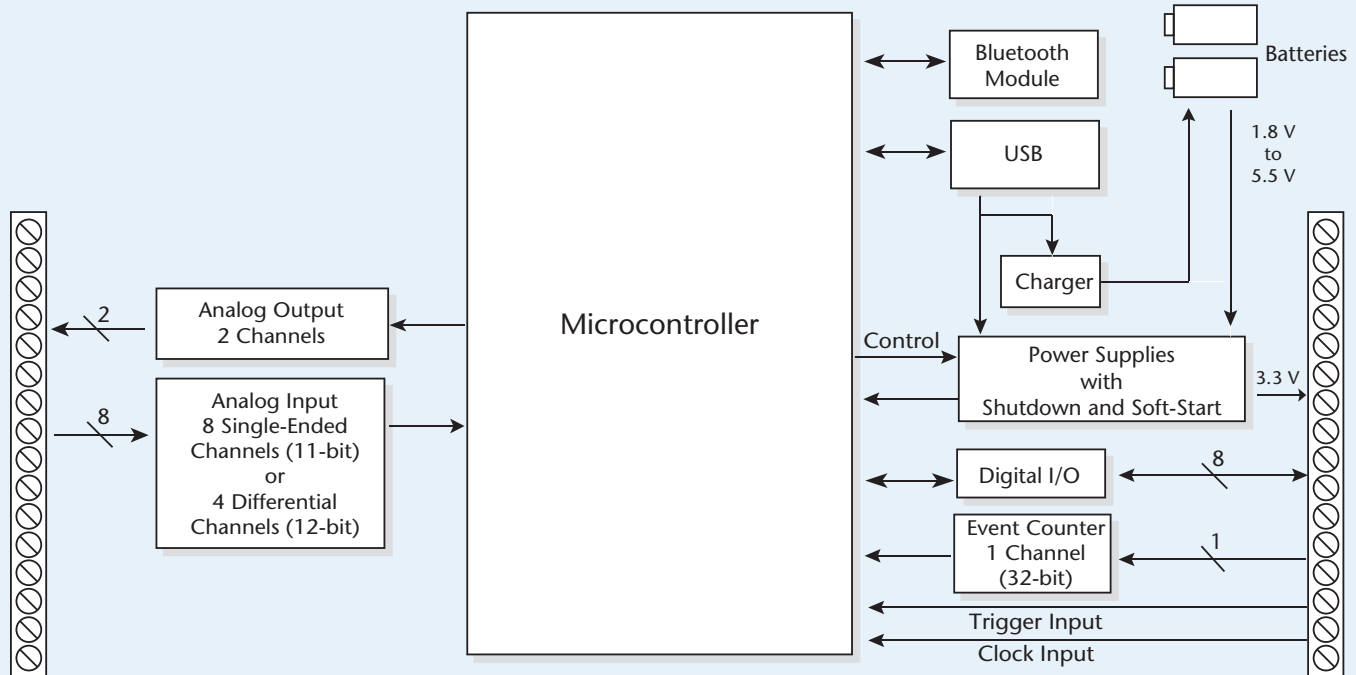 Microcontroller
Bluetooth
Module
Batteries
USB
1.8 V
to
5.5 V
Charger
2
Analog Output
2 Channels
8
Analog Input
8 Single-Ended
Channels (11-bit)
or
4 Differential
Channels (12-bit)
Control
Power Supplies
with
Shutdown and Soft-Start
3.3 V
Digital I/O
8
Event Counter
1 Channel
(32-bit)
1
Trigger Input
Clock Input